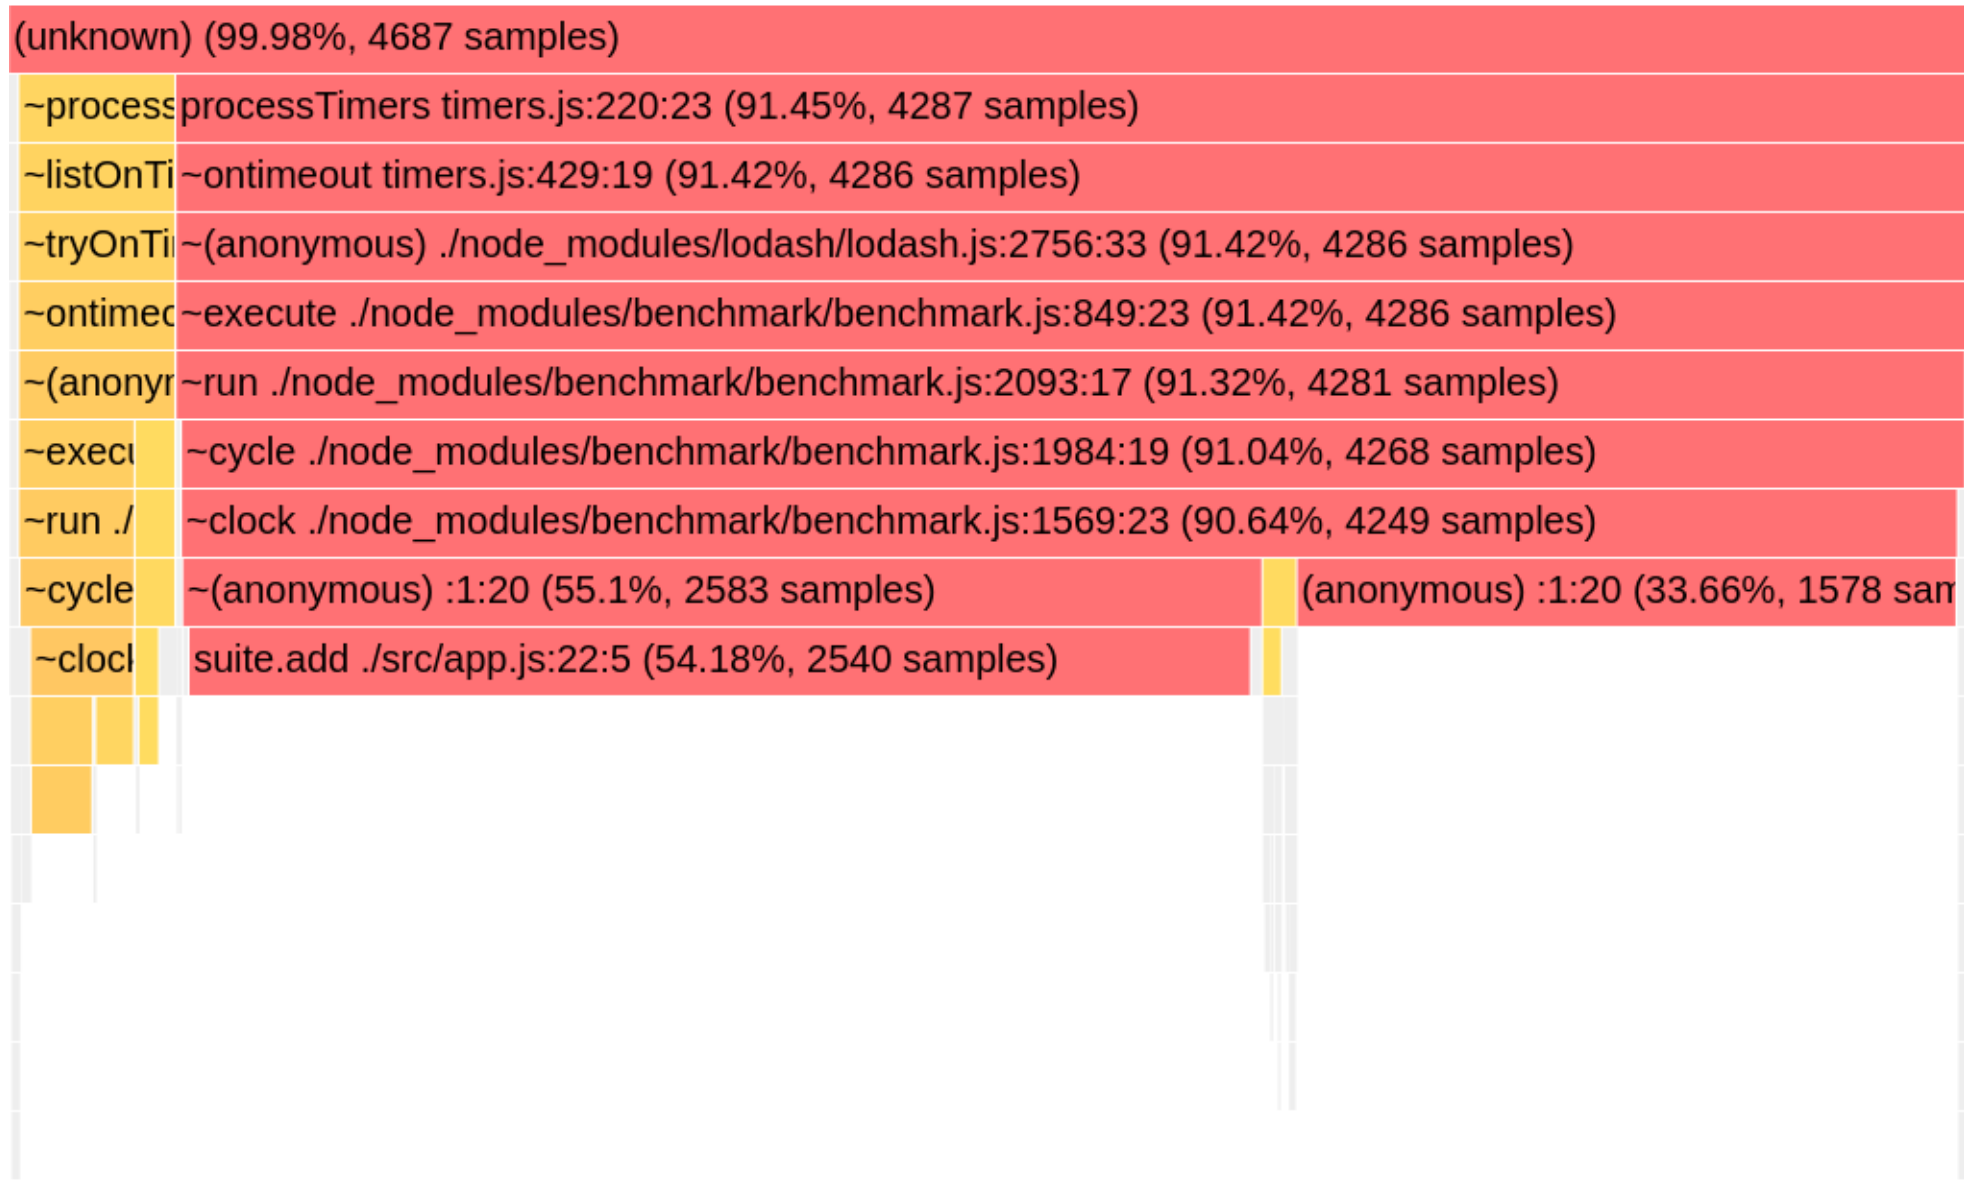 (unknown) (99.98%, 4687 samples)
~process processTimers timers.js:220:23 (91.45%, 4287 samples)
~listOnTi ~ontimeout timers.js:429:19 (91.42%, 4286 samples)
~tryOnTi ~(anonymous) ./node_modules/lodash/lodash.js:2756:33 (91.42%, 4286 samples)
~ontimeo ~execute ./node_modules/benchmark/benchmark.js:849:23 (91.42%, 4286 samples)
~(anonyr ~run ./node_modules/benchmark/benchmark.js:2093:17 (91.32%, 4281 samples)
~execu ~cycle ./node_modules/benchmark/benchmark.js:1984:19 (91.04%, 4268 samples)
~run ./ ~clock ./node_modules/benchmark/benchmark.js:1569:23 (90.64%, 4249 samples)
~cycle ~(anonymous) :1:20 (55.1%, 2583 samples) (anonymous) :1:20 (33.66%, 1578 sam
~clock suite.add ./src/app.js:22:5 (54.18%, 2540 samples)